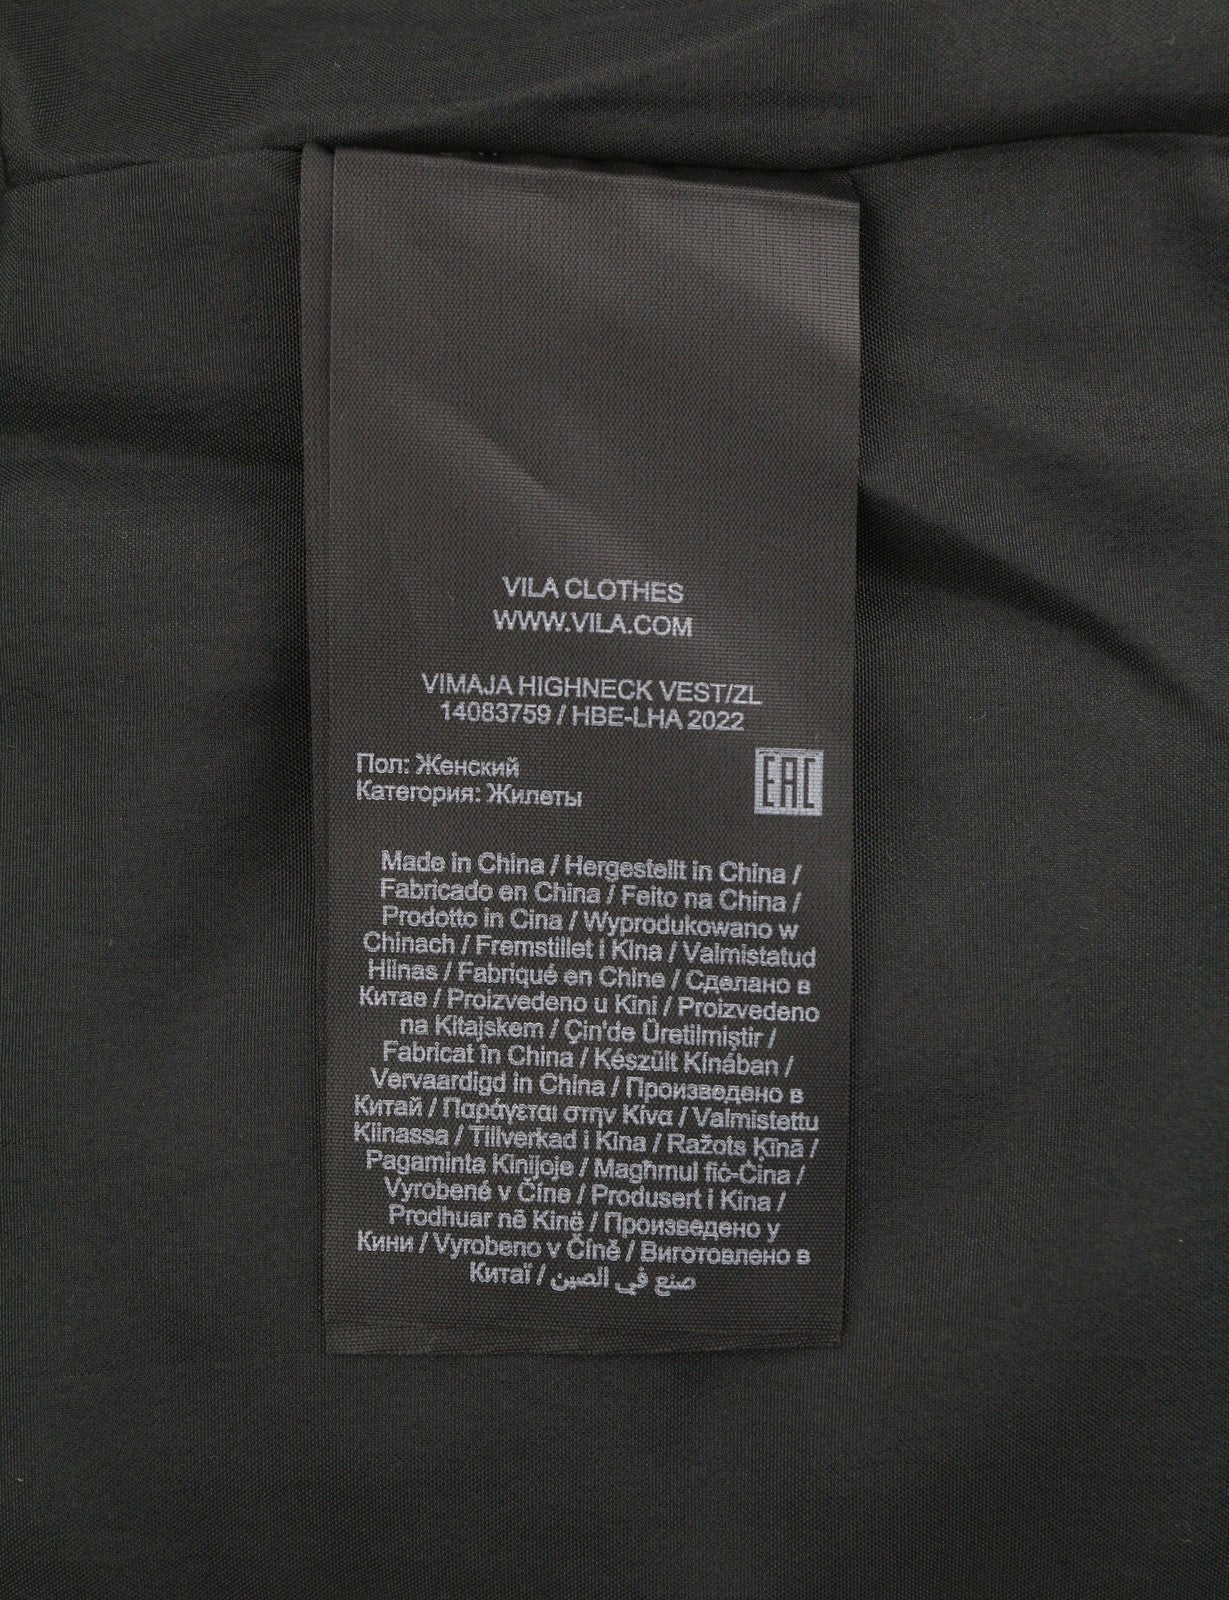 VILA CLOTHES
WWW.VILA.COM
VIMAJA HIGHNECK VEST/ZL
14083759 / HBE-LHA 2022
Пол: Женский
Категория: Жилеты
EAC
Made in China / Hergestellt in China /
Fabricado en China / Feito na China /
Prodotto in Cina / Wyprodukowano w
Chinach / Fremstillet i Kina / Valmistatud
Hiinas / Fabriqué en Chine / Сделано в
Китае / Proizvedeno u Kini / Proizvedeno
na Kitajskem / Çin'de Üretilmiştir /
Fabricat în China / Készült Kínában /
Vervaardigd in China / Произведено в
Китай / Παράγεται στην Κίνα / Valmistettu
Kiinassa / Tillverkad i Kina / Ražots Ķīnā /
Pagaminta Kinijoje / Magħmul fiċ-Ċina /
Vyrobené v Číne / Produsert i Kina /
Prodhuar në Kinë / Произведено у
Кини / Vyrobeno v Číně / Виготовлено в
Китаї / صنع في الصين